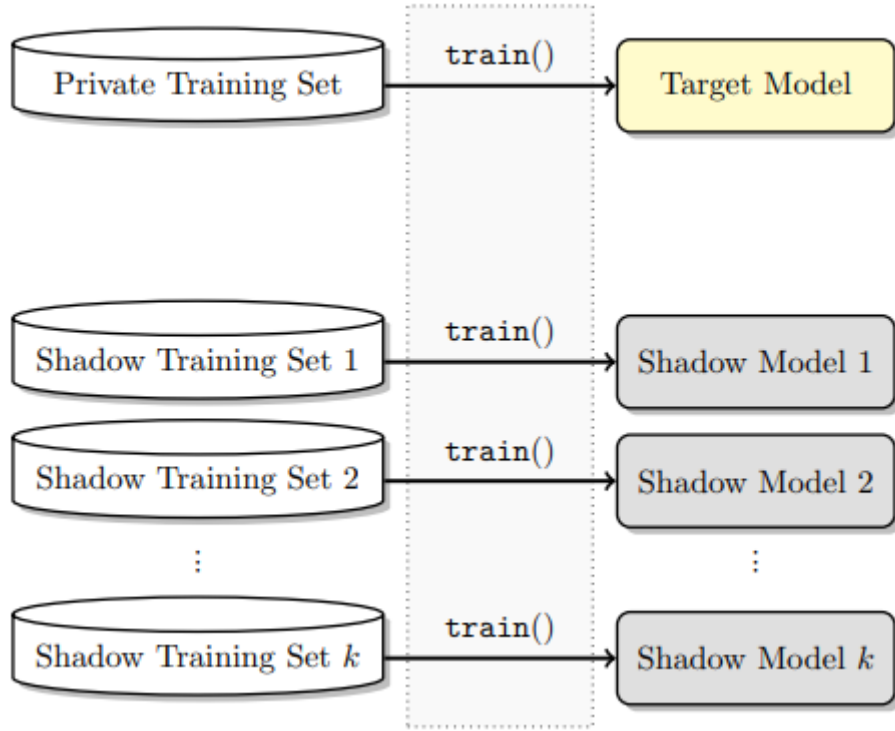 Private Training Set train() Target Model
Shadow Training Set 1 train() Shadow Model 1
Shadow Training Set 2 train() Shadow Model 2
⋮ ⋮
Shadow Training Set k train() Shadow Model k